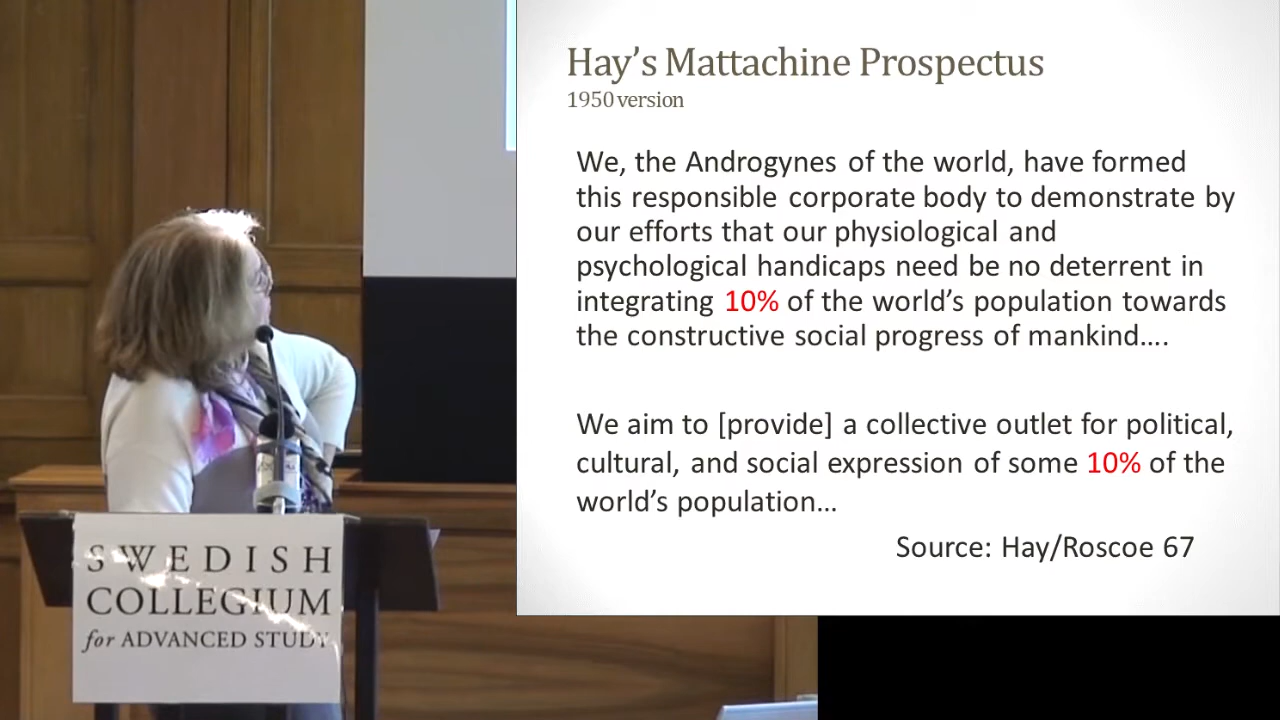 Hay's Mattachine Prospectus
1950 version
We, the Androgynes of the world, have formed
this responsible corporate body to demonstrate by
our efforts that our physiological and
psychological handicaps need be no deterrent in
integrating 10% of the world's population towards
the constructive social progress of mankind....
We aim to [provide] a collective outlet for political,
cultural, and social expression of some 10% of the
world's population...
Source: Hay/Roscoe 67
SWEDISH
COLLEGIUM
for ADVANCED STUDY